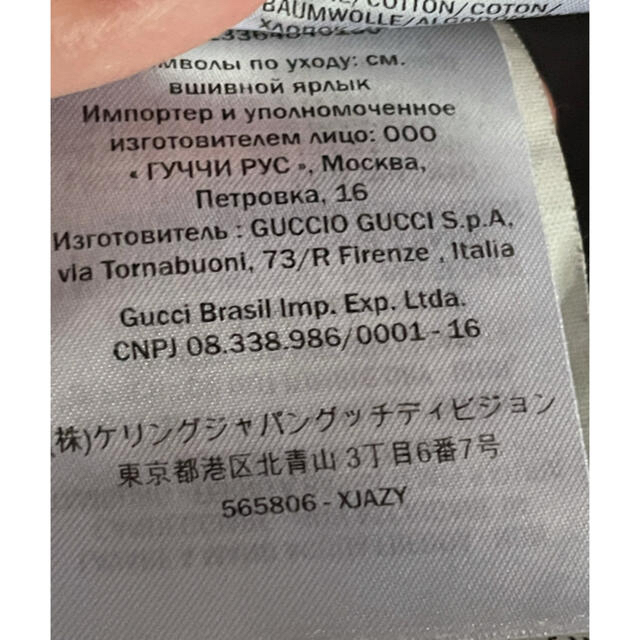 COTTON/COTON/
BAUMWOLLE/
символы по уходу: см.
вшивной ярлык
Импортер и уполномоченное
изготовителем лицо: ООО
« ГУЧЧИ РУС », Москва,
Петровка, 16
Изготовитель : GUCCIO GUCCI S.p.A,
via Tornabuoni, 73/R Firenze , Italia
Gucci Brasil Imp. Exp. Ltda.
CNPJ 08.338.986/0001-16
(株)ケリングジャパングッチディビジョン
東京都港区北青山 3丁目6番7号
565806 - XJAZY